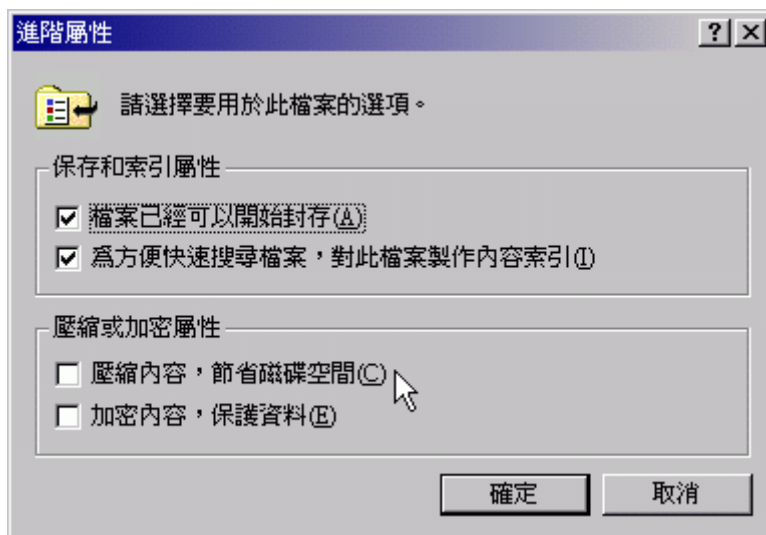 進階屬性
請選擇要用於此檔案的選項。
保存和索引屬性
檔案已經可以開始封存(A)
為方便快速搜尋檔案，對此檔案製作內容索引(I)
壓縮或加密屬性
壓縮內容，節省磁碟空間(C)
加密內容，保護資料(E)
確定
取消